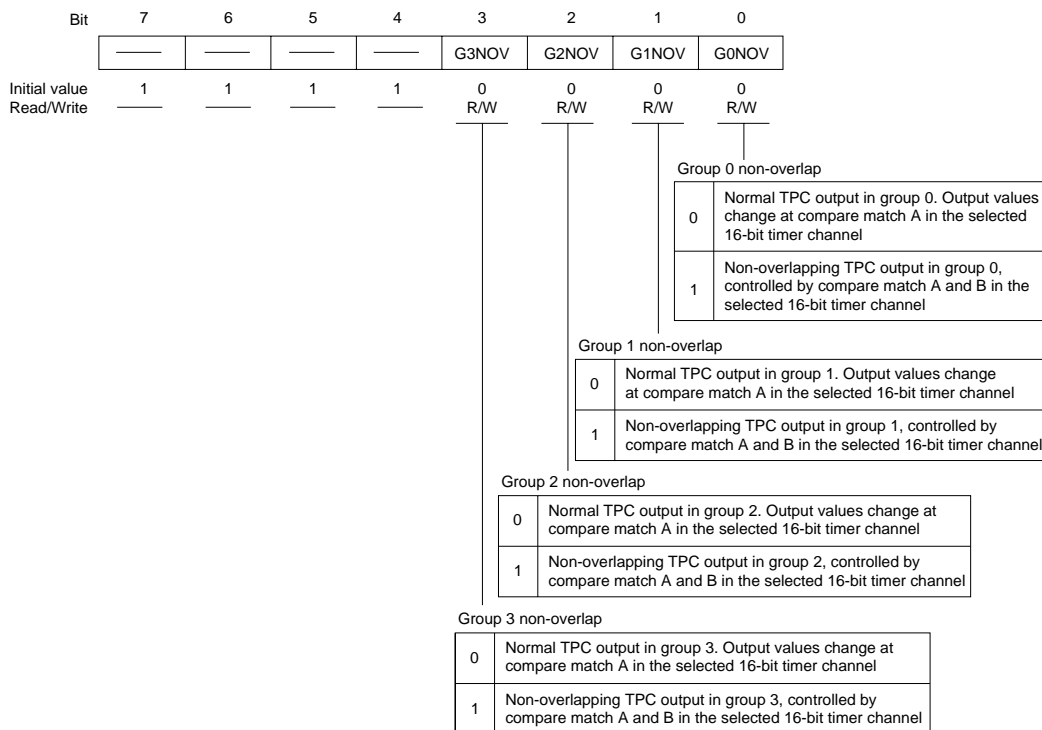 Bit 7 6 5 4 3 2 1 0
G3NOV G2NOV G1NOV G0NOV
Initial value 1 1 1 1 0 0 0 0
Read/Write R/W R/W R/W R/W
Group 0 non-overlap
0 Normal TPC output in group 0. Output values
change at compare match A in the selected
16-bit timer channel
1 Non-overlapping TPC output in group 0,
controlled by compare match A and B in the
selected 16-bit timer channel
Group 1 non-overlap
0 Normal TPC output in group 1. Output values change
at compare match A in the selected 16-bit timer channel
1 Non-overlapping TPC output in group 1, controlled by
compare match A and B in the selected 16-bit timer channel
Group 2 non-overlap
0 Normal TPC output in group 2. Output values change at
compare match A in the selected 16-bit timer channel
1 Non-overlapping TPC output in group 2, controlled by
compare match A and B in the selected 16-bit timer channel
Group 3 non-overlap
0 Normal TPC output in group 3. Output values change at
compare match A in the selected 16-bit timer channel
1 Non-overlapping TPC output in group 3, controlled by
compare match A and B in the selected 16-bit timer channel